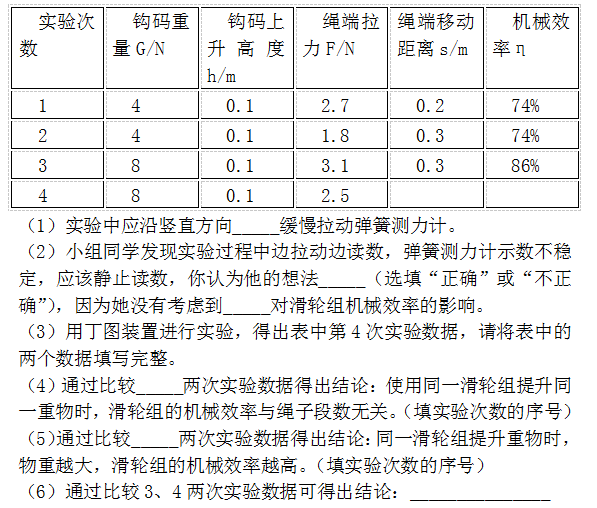 实验次数 钩码重量G/N 钩码上升高度h/m 绳端拉力F/N 绳端移动距离s/m 机械效率η
1 4 0.1 2.7 0.2 74%
2 4 0.1 1.8 0.3 74%
3 8 0.1 3.1 0.3 86%
4 8 0.1 2.5
（1）实验中应沿竖直方向_____缓慢拉动弹簧测力计。
（2）小组同学发现实验过程中边拉动边读数，弹簧测力计示数不稳
定，应该静止读数，你认为他的想法_____（选填“正确”或“不正
确”），因为她没有考虑到_____对滑轮组机械效率的影响。
（3）用丁图装置进行实验，得出表中第4次实验数据，请将表中的
两个数据填写完整。
（4）通过比较_____两次实验数据得出结论：使用同一滑轮组提升同
一重物时，滑轮组的机械效率与绳子段数无关。（填实验次数的序号）
（5）通过比较_____两次实验数据得出结论：同一滑轮组提升重物时，
物重越大，滑轮组的机械效率越高。（填实验次数的序号）
（6）通过比较3、4两次实验数据可得出结论：_______________